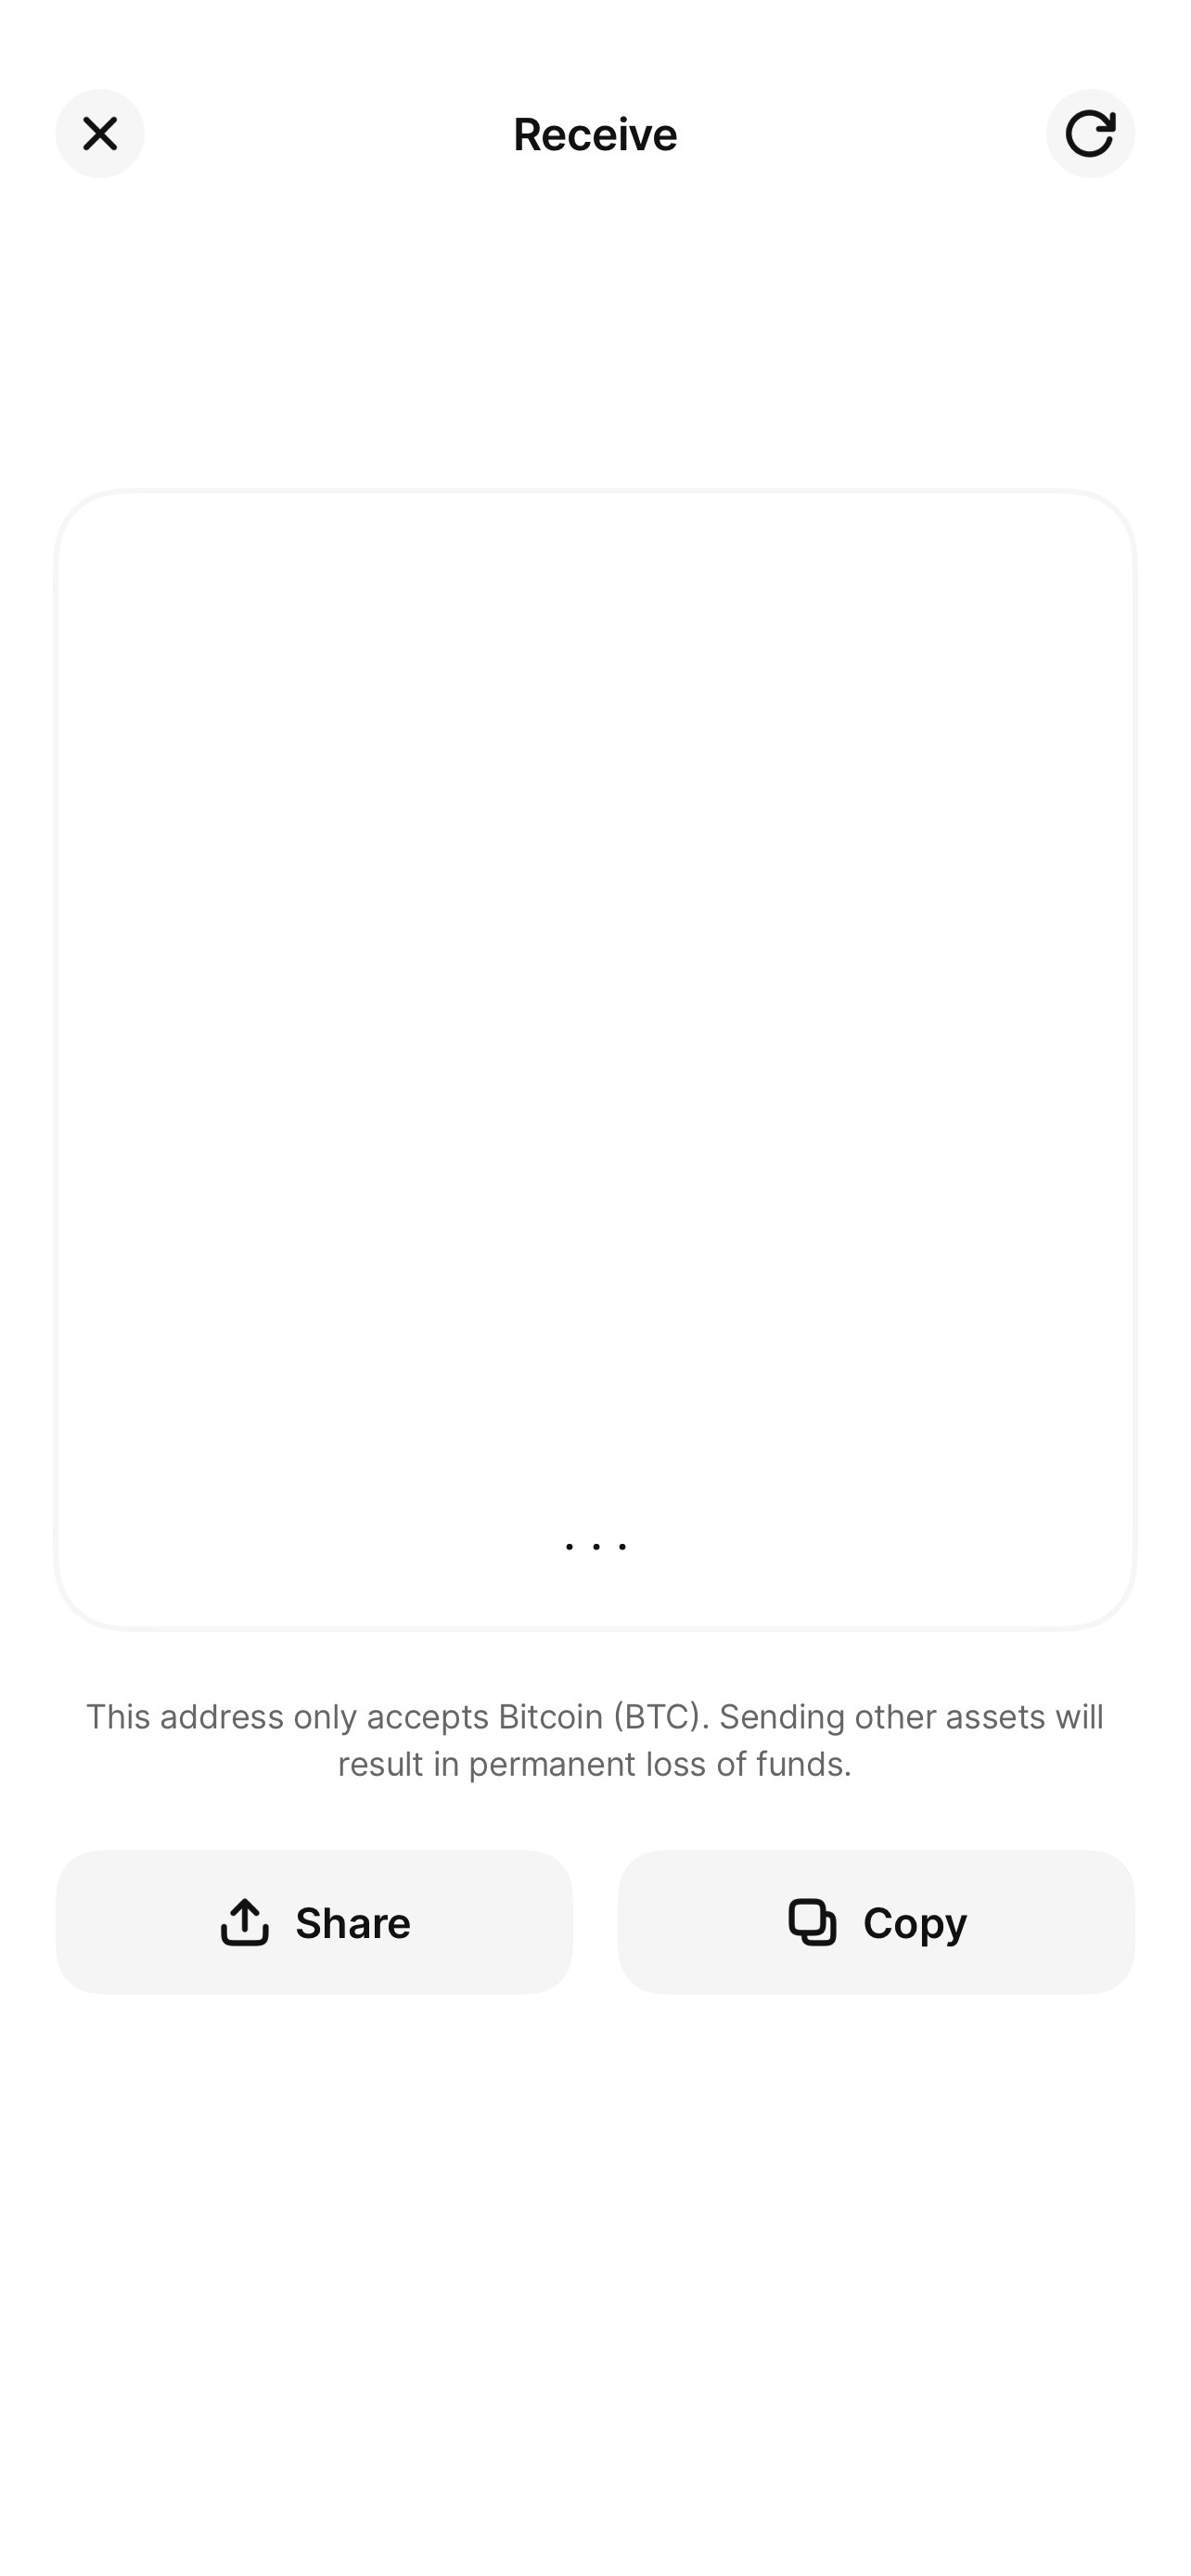 Receive
...
This address only accepts Bitcoin (BTC). Sending other assets will
result in permanent loss of funds.
Share
Copy